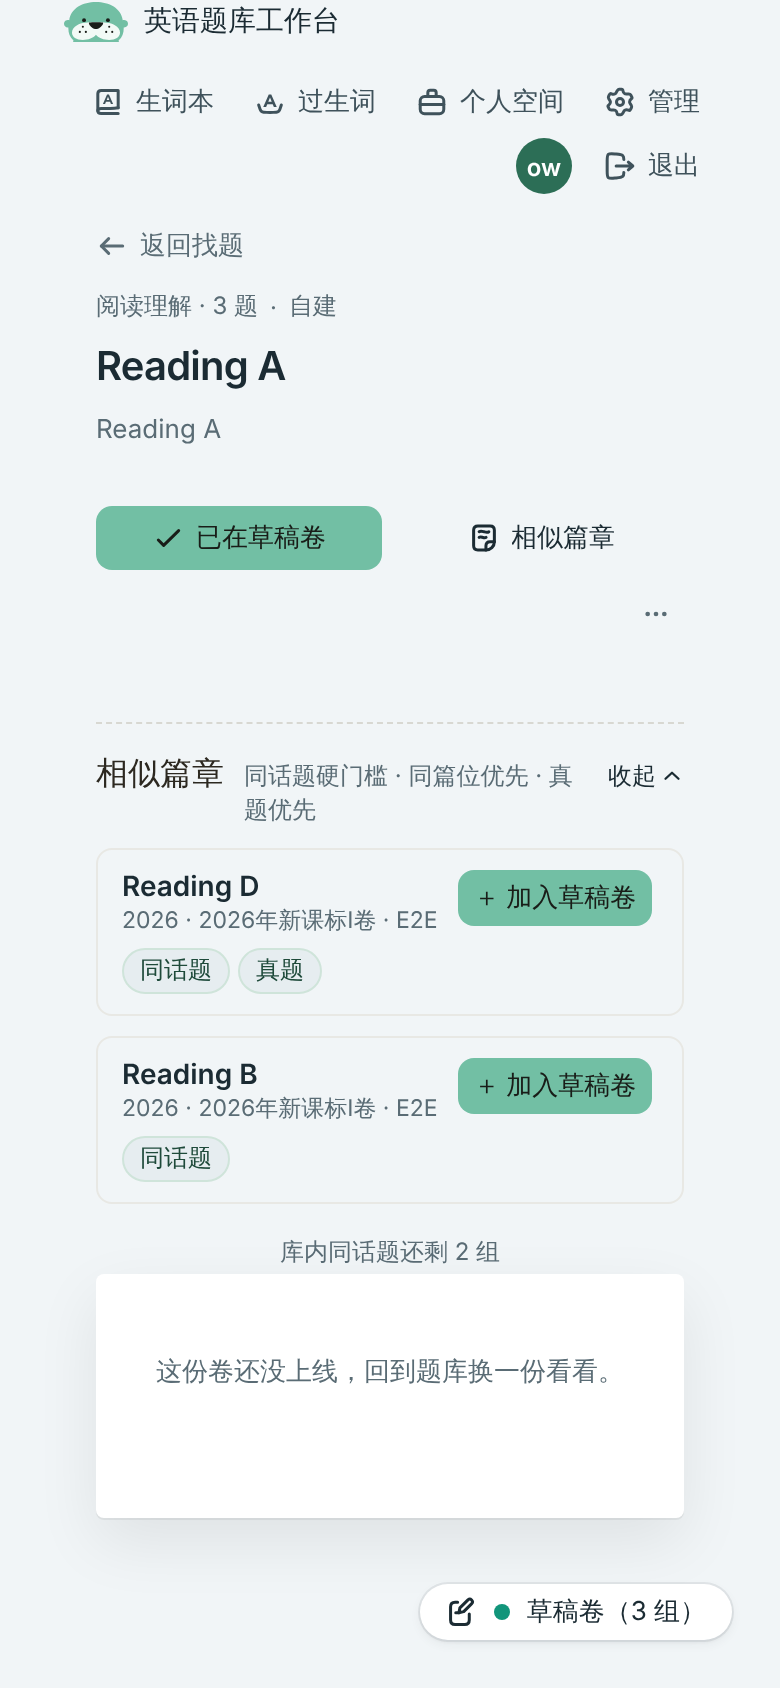 英语题库工作台
生词本 过生词 个人空间 管理
ow 退出
返回找题
阅读理解 · 3 题 · 自建
Reading A
Reading A
已在草稿卷 相似篇章
...
相似篇章 同话题硬门槛 · 同篇位优先 · 真题优先 收起
Reading D
+ 加入草稿卷
2026 · 2026年新课标I卷 · E2E
同话题 真题
Reading B
+ 加入草稿卷
2026 · 2026年新课标I卷 · E2E
同话题
库内同话题还剩 2 组
这份卷还没上线，回到题库换一份看看。
草稿卷（3 组）